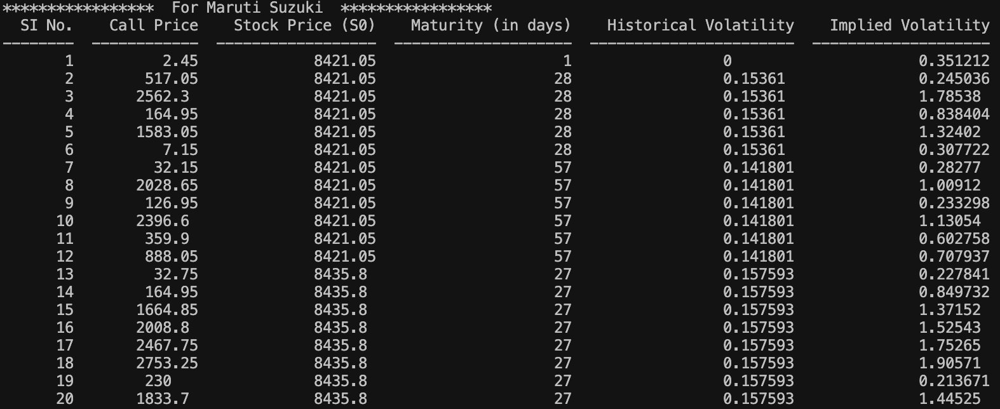 *****************  For Maruti Suzuki  *****************
  SI No.    Call Price    Stock Price (S0)    Maturity (in days)    Historical Volatility    Implied Volatility
--------  ------------  ------------------  --------------------  -----------------------  --------------------
       1          2.45             8421.05                     1                 0                     0.351212
       2        517.05             8421.05                    28                 0.15361               0.245036
       3       2562.3              8421.05                    28                 0.15361               1.78538
       4        164.95             8421.05                    28                 0.15361               0.838404
       5       1583.05             8421.05                    28                 0.15361               1.32402
       6          7.15             8421.05                    28                 0.15361               0.307722
       7         32.15             8421.05                    57                 0.141801              0.28277
       8       2028.65             8421.05                    57                 0.141801              1.00912
       9        126.95             8421.05                    57                 0.141801              0.233298
      10       2396.6              8421.05                    57                 0.141801              1.13054
      11        359.9              8421.05                    57                 0.141801              0.602758
      12        888.05             8421.05                    57                 0.141801              0.707937
      13         32.75             8435.8                     27                 0.157593              0.227841
      14        164.95             8435.8                     27                 0.157593              0.849732
      15       1664.85             8435.8                     27                 0.157593              1.37152
      16       2008.8              8435.8                     27                 0.157593              1.52543
      17       2467.75             8435.8                     27                 0.157593              1.75265
      18       2753.25             8435.8                     27                 0.157593              1.90571
      19        230                8435.8                     27                 0.157593              0.213671
      20       1833.7              8435.8                     27                 0.157593              1.44525